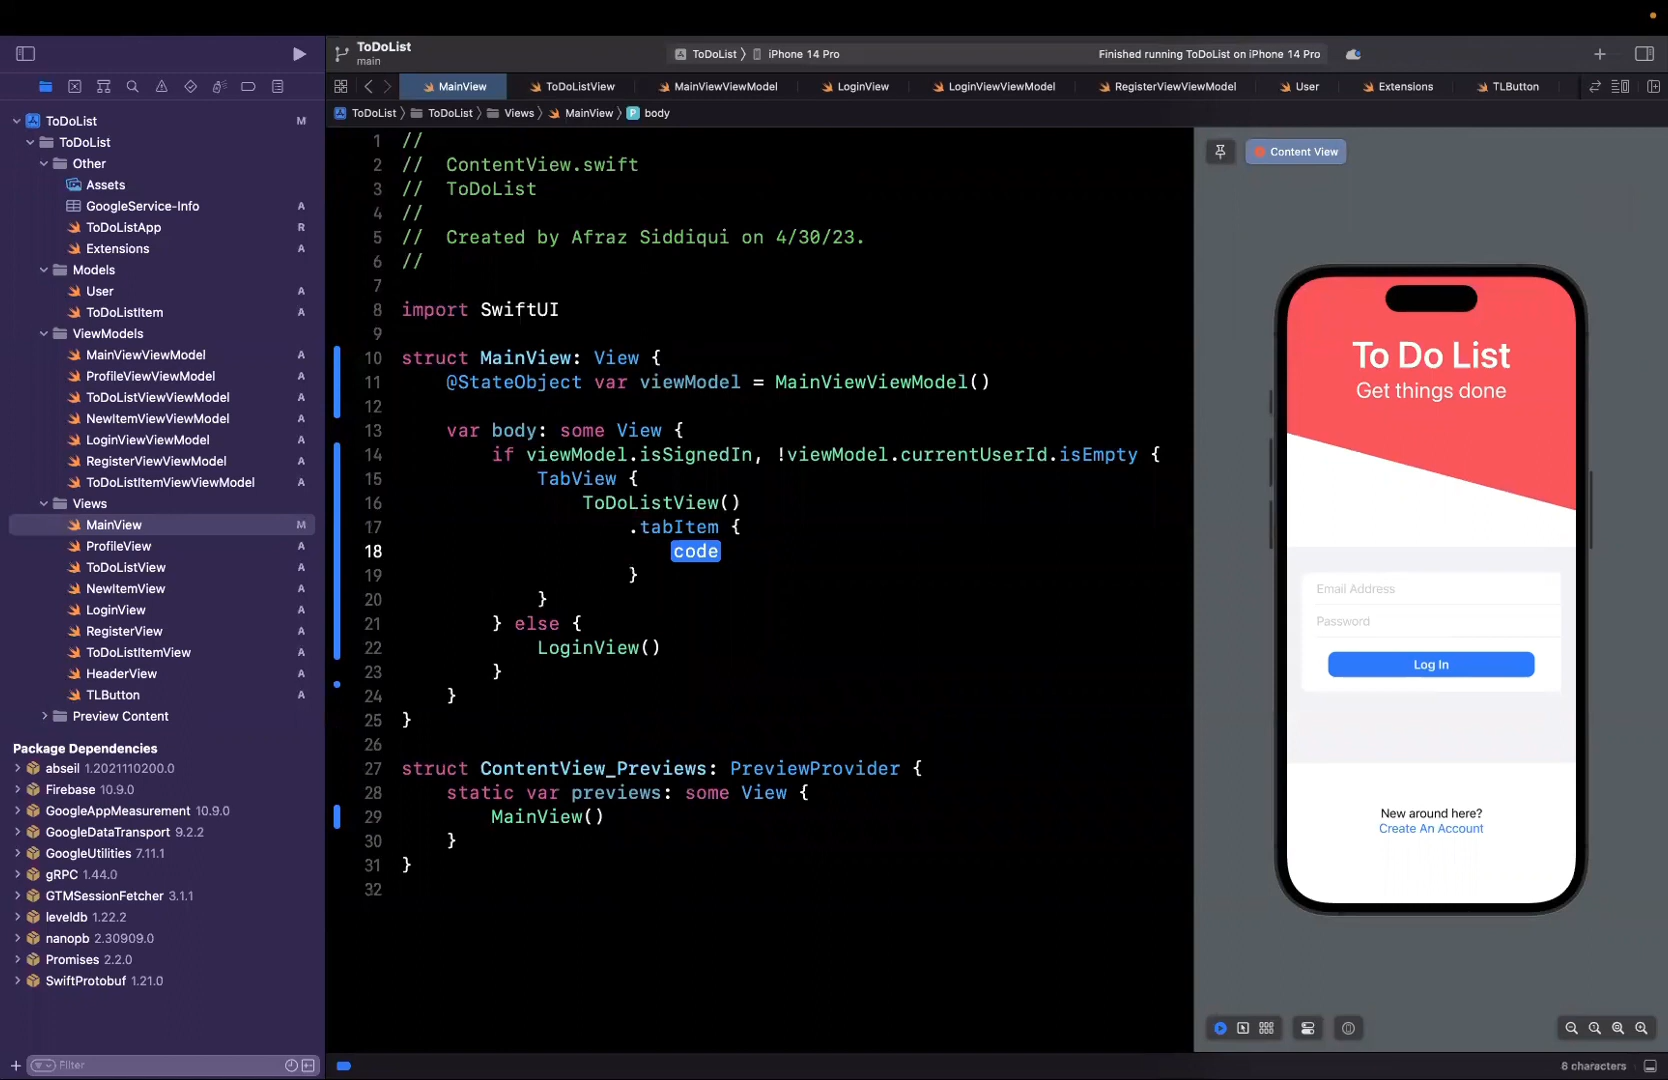 ToDoList
main
ToDoList
iPhone 14 Pro
Finished running ToDoList on iPhone 14 Pro
MainView
ToDoListView
MainViewViewModel
LoginView
LoginViewViewModel
RegisterViewViewModel
User
Extensions
TLButton
ToDoList
ToDoList
Views
MainView
P body
ToDoList M
ToDoList
Other
Assets
GoogleService-Info A
ToDoListApp R
Extensions A
Models
User A
ToDoListItem A
ViewModels
MainViewViewModel A
ProfileViewViewModel A
ToDoListViewViewModel A
NewItemViewViewModel A
LoginViewViewModel A
RegisterViewViewModel A
ToDoListItemViewViewModel A
Views
MainView M
ProfileView A
ToDoListView A
NewItemView A
LoginView A
RegisterView A
ToDoListItemView A
HeaderView A
TLButton A
Preview Content
Package Dependencies
abseil 1.2021110200.0
Firebase 10.9.0
GoogleAppMeasurement 10.9.0
GoogleDataTransport 9.2.2
GoogleUtilities 7.11.1
gRPC 1.44.0
GTMSessionFetcher 3.1.1
leveldb 1.22.2
nanopb 2.30909.0
Promises 2.2.0
SwiftProtobuf 1.21.0
Filter
1 //
2 //  ContentView.swift
3 //  ToDoList
4 //
5 //  Created by Afraz Siddiqui on 4/30/23.
6 //
7
8 import SwiftUI
9
10 struct MainView: View {
11     @StateObject var viewModel = MainViewViewModel()
12
13     var body: some View {
14         if viewModel.isSignedIn, !viewModel.currentUserId.isEmpty {
15             TabView {
16                 ToDoListView()
17                     .tabItem {
18                         code
19                     }
20             }
21         } else {
22             LoginView()
23         }
24     }
25 }
26
27 struct ContentView_Previews: PreviewProvider {
28     static var previews: some View {
29         MainView()
30     }
31 }
32
Content View
To Do List
Get things done
Email Address
Password
Log In
New around here?
Create An Account
6 characters